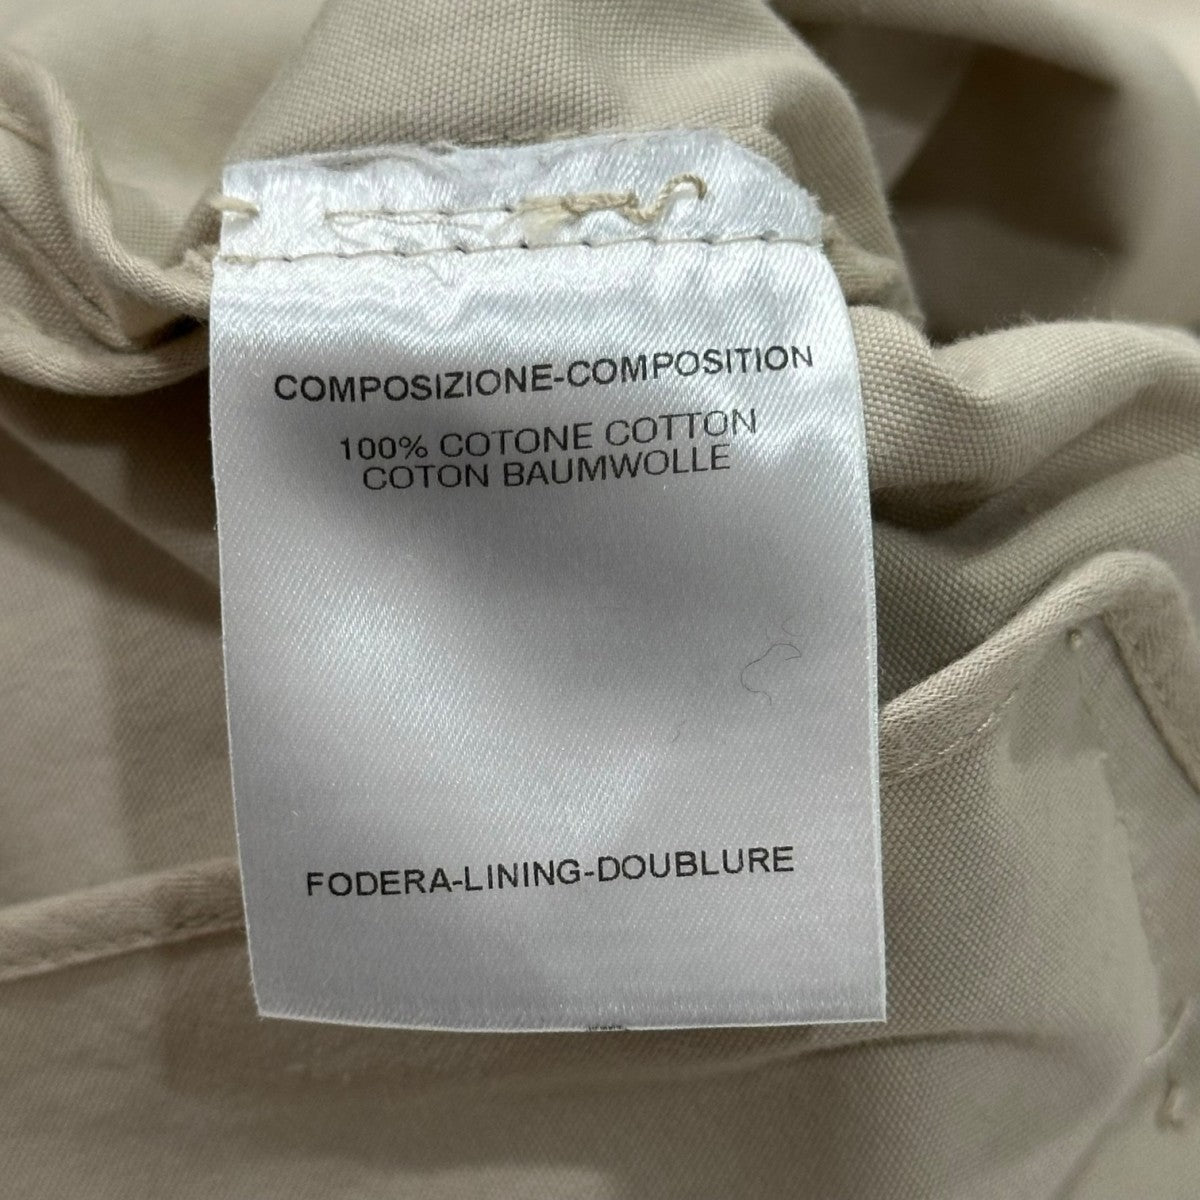 COMPOSIZIONE-COMPOSITION
100% COTONE COTTON
COTON BAUMWOLLE
FODERA-LINING-DOUBLURE